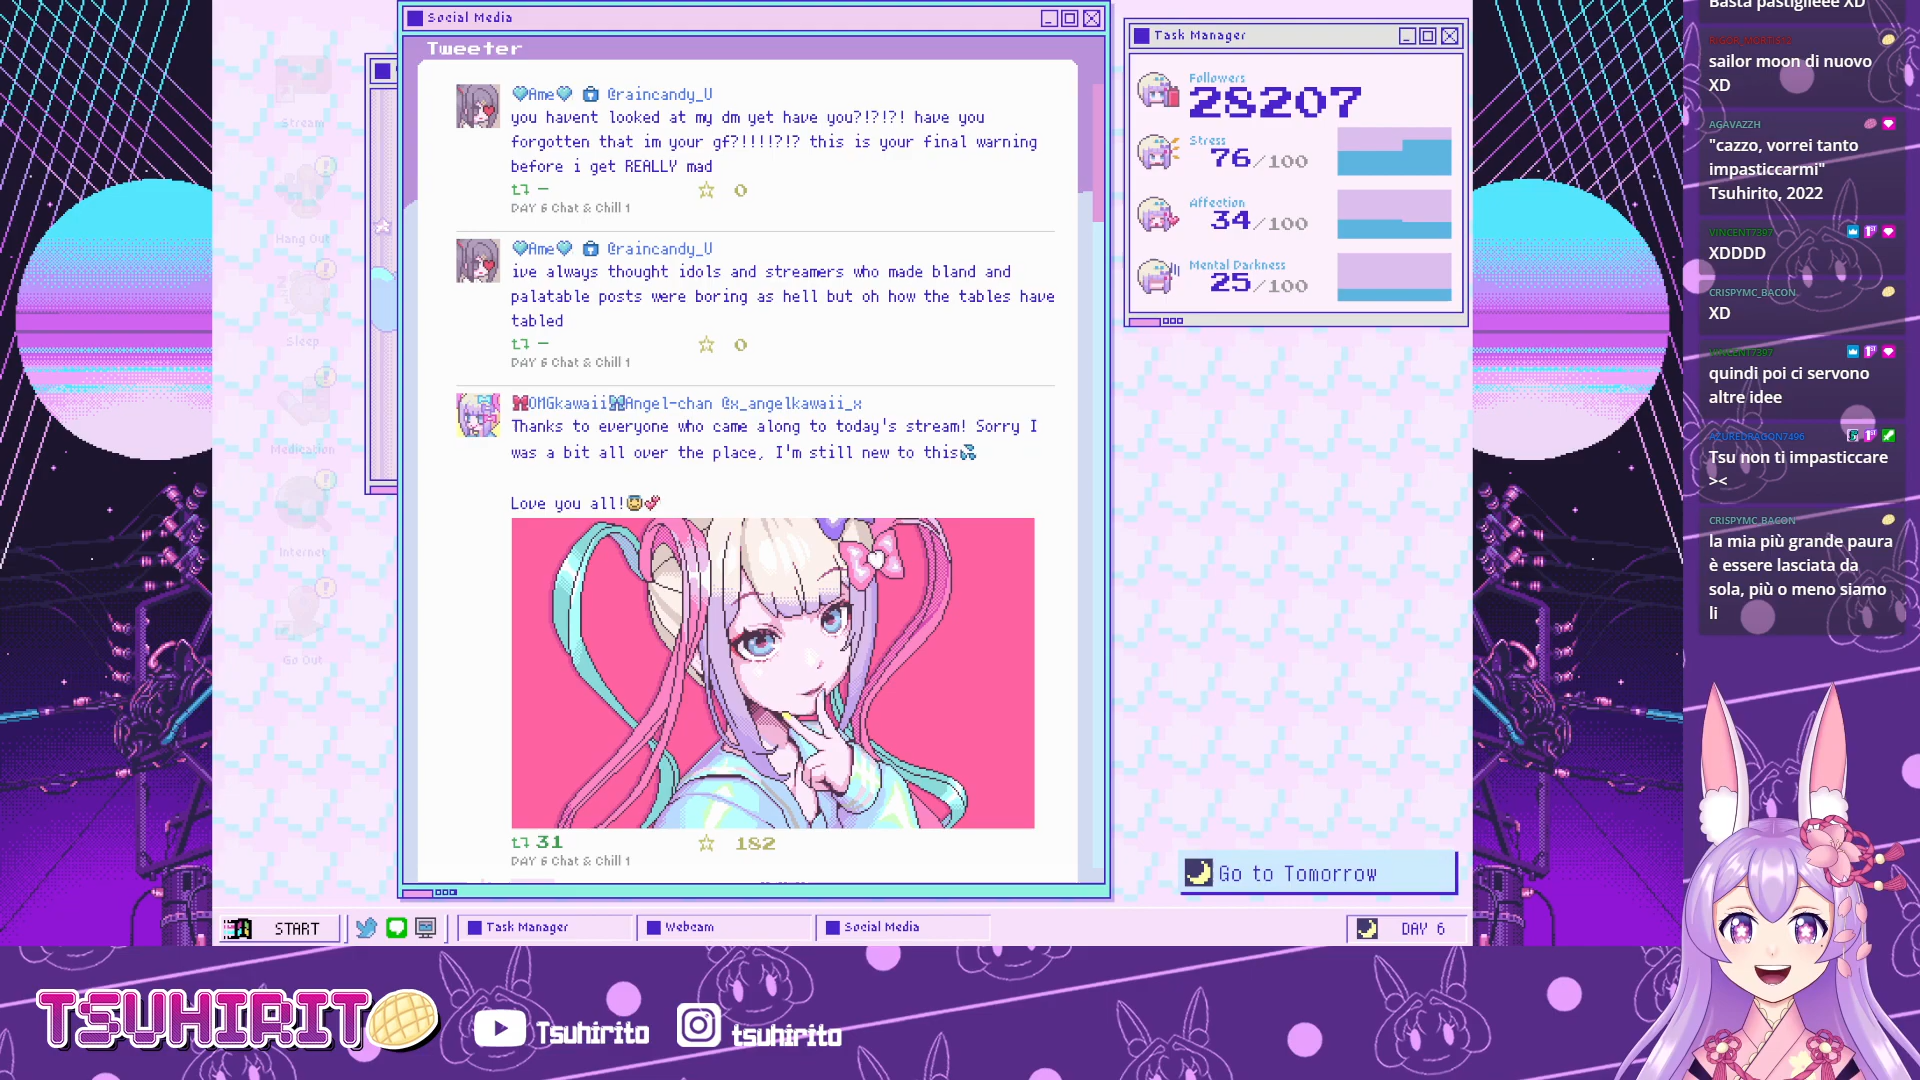 Social Media
Tweeter
Ame @raincandy_U
you havent looked at my dm yet have you?!?!?! have you
forgotten that im your gf?!!!!?!? this is your final warning
before i get REALLY mad
—
0
DAY 6 Chat & Chill 1
Ame @raincandy_U
ive always thought idols and streamers who made bland and
palatable posts were boring as hell but oh how the tables have
tabled
—
0
DAY 6 Chat & Chill 1
OMGkawaii Angel-chan @x_angelkawaii_x
Thanks to everyone who came along to today's stream! Sorry I
was a bit all over the place, I'm still new to this
Love you all!
31
182
DAY 6 Chat & Chill 1
Stream
Hang Out
Sleep
Medication
Internet
Go Out
Task Manager
Followers
28207
Stress
76/100
Affection
34/100
Mental Darkness
25/100
Go to Tomorrow
START
Task Manager
Webcam
Social Media
DAY 6
Basta pastiglieee XD
sailor moon di nuovo
XD
AGAVAZZH
"cazzo, vorrei tanto
impasticcarmi"
Tsuhirito, 2022
VINCENT7397
XDDDD
CRISPYMC_BACON
XD
VINCENT7397
quindi poi ci servono
altre idee
AZUREDRAGON7496
Tsu non ti impasticcare
><
CRISPYMC_BACON
la mia più grande paura
è essere lasciata da
sola, più o meno siamo
li
TSUHIRITO
Tsuhirito
tsuhirito